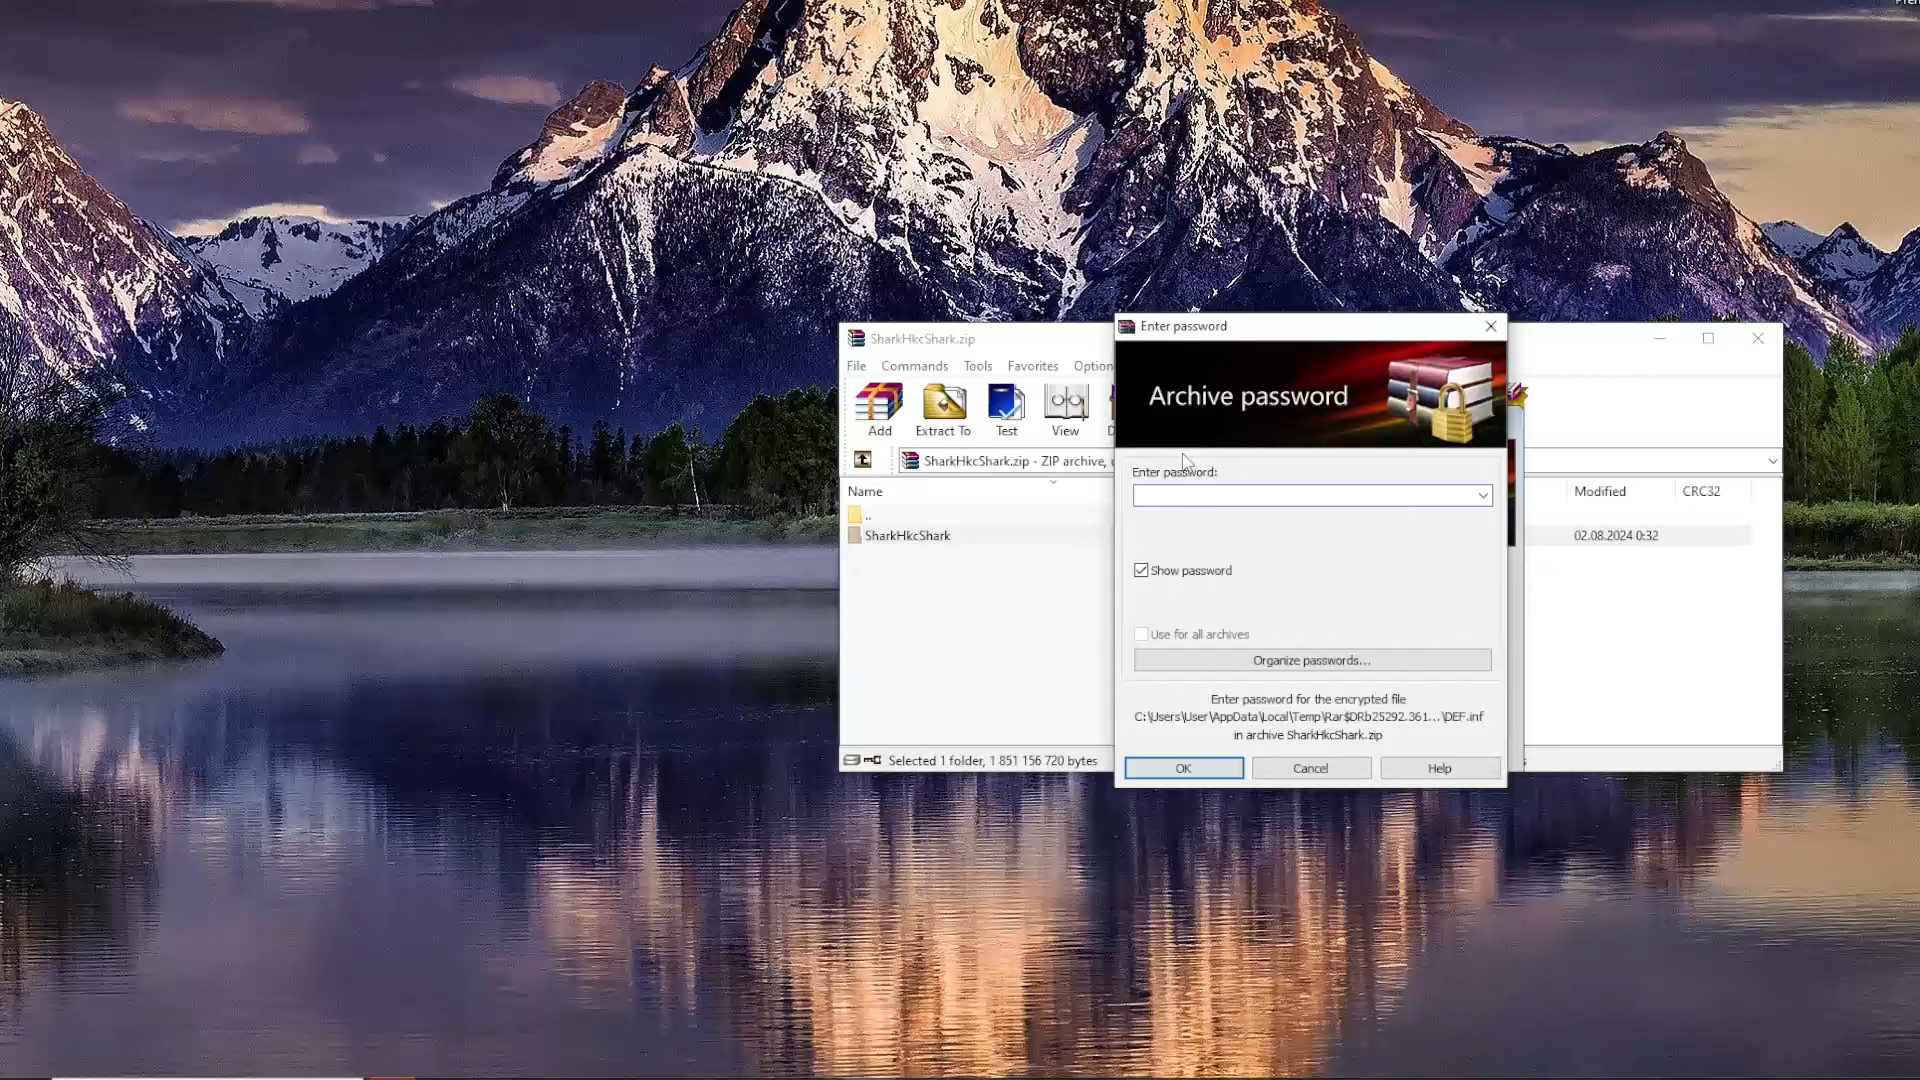 SharkHkcShark.zip
File Commands Tools Favorites Option
Add Extract To Test View
SharkHkcShark.zip - ZIP archive, u
Name Modified CRC32
..
SharkHkcShark 02.08.2024 0:32
Selected 1 folder, 1 851 156 720 bytes
Enter password
Archive password
Enter password:
Show password
Use for all archives
Organize passwords...
Enter password for the encrypted file
C:\Users\User\AppData\Local\Temp\Rar$DRb25292.361...\DEF.inf
in archive SharkHkcShark.zip
OK Cancel Help